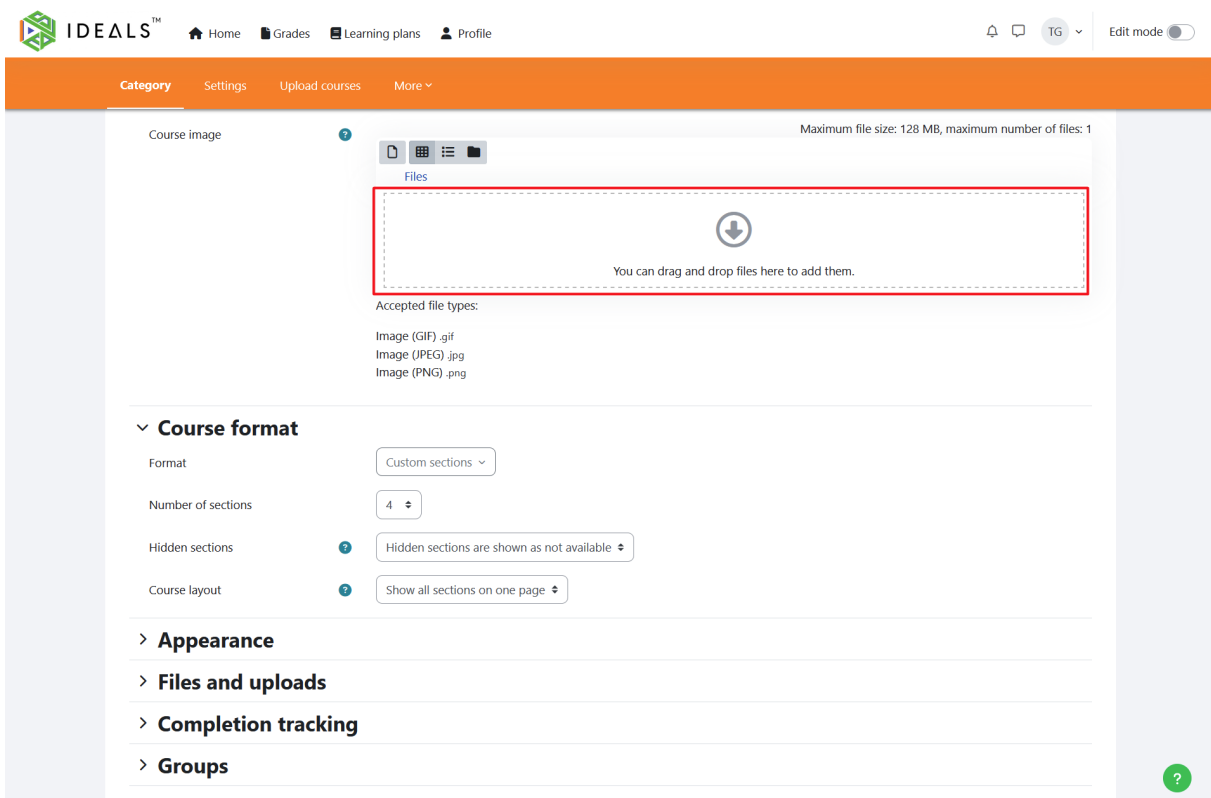 IDEALS™ Home Grades Learning plans Profile TG Edit mode
Category Settings Upload courses More
Course image ? Maximum file size: 128 MB, maximum number of files: 1
Files
You can drag and drop files here to add them.
Accepted file types:
Image (GIF) .gif
Image (JPEG) .jpg
Image (PNG) .png
Course format
Format Custom sections
Number of sections 4
Hidden sections ? Hidden sections are shown as not available
Course layout ? Show all sections on one page
Appearance
Files and uploads
Completion tracking
Groups
?